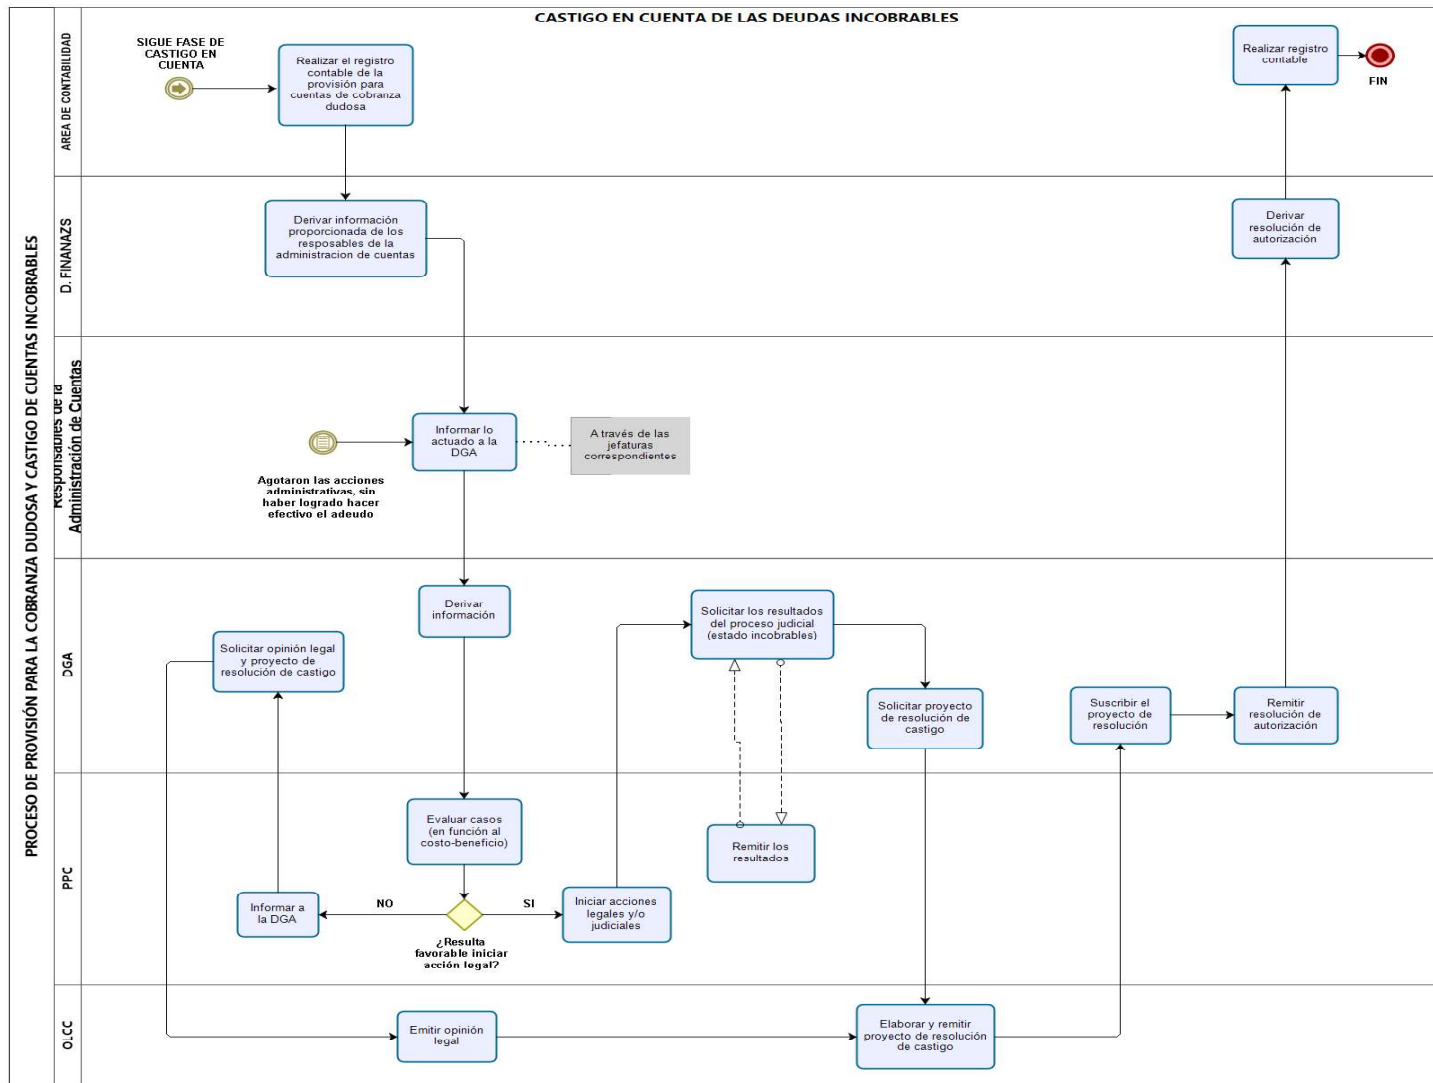 CASTIGO EN CUENTA DE LAS DEUDAS INCOBRABLES
PROCESO DE PROVISIÓN PARA LA COBRANZA DUDOSA Y CASTIGO DE CUENTAS INCOBRABLES
AREA DE CONTABILIDAD
SIGUE FASE DE
CASTIGO EN
CUENTA
Realizar el registro
contable de la
provisión para
cuentas de cobranza
dudosa
Realizar registro
contable
FIN
D. FINANAZS
Derivar información
proporcionada de los
resposables de la
administracion de cuentas
Derivar
resolución de
autorización
Responsables de la
Administración de Cuentas
Informar lo
actuado a la
DGA
A través de las
jefaturas
correspondientes
Agotaron las acciones
administrativas, sin
haber logrado hacer
efectivo el adeudo
DGA
Derivar
información
Solicitar los resultados
del proceso judicial
(estado incobrables)
Solicitar opinión legal
y proyecto de
resolución de castigo
Solicitar proyecto
de resolución de
castigo
Suscribir el
proyecto de
resolución
Remitir
resolución de
autorización
PPC
Evaluar casos
(en función al
costo-beneficio)
Remitir los
resultados
Informar a
la DGA
NO
SI
Iniciar acciones
legales y/o
judiciales
¿Resulta
favorable iniciar
acción legal?
OLCC
Emitir opinión
legal
Elaborar y remitir
proyecto de resolución
de castigo